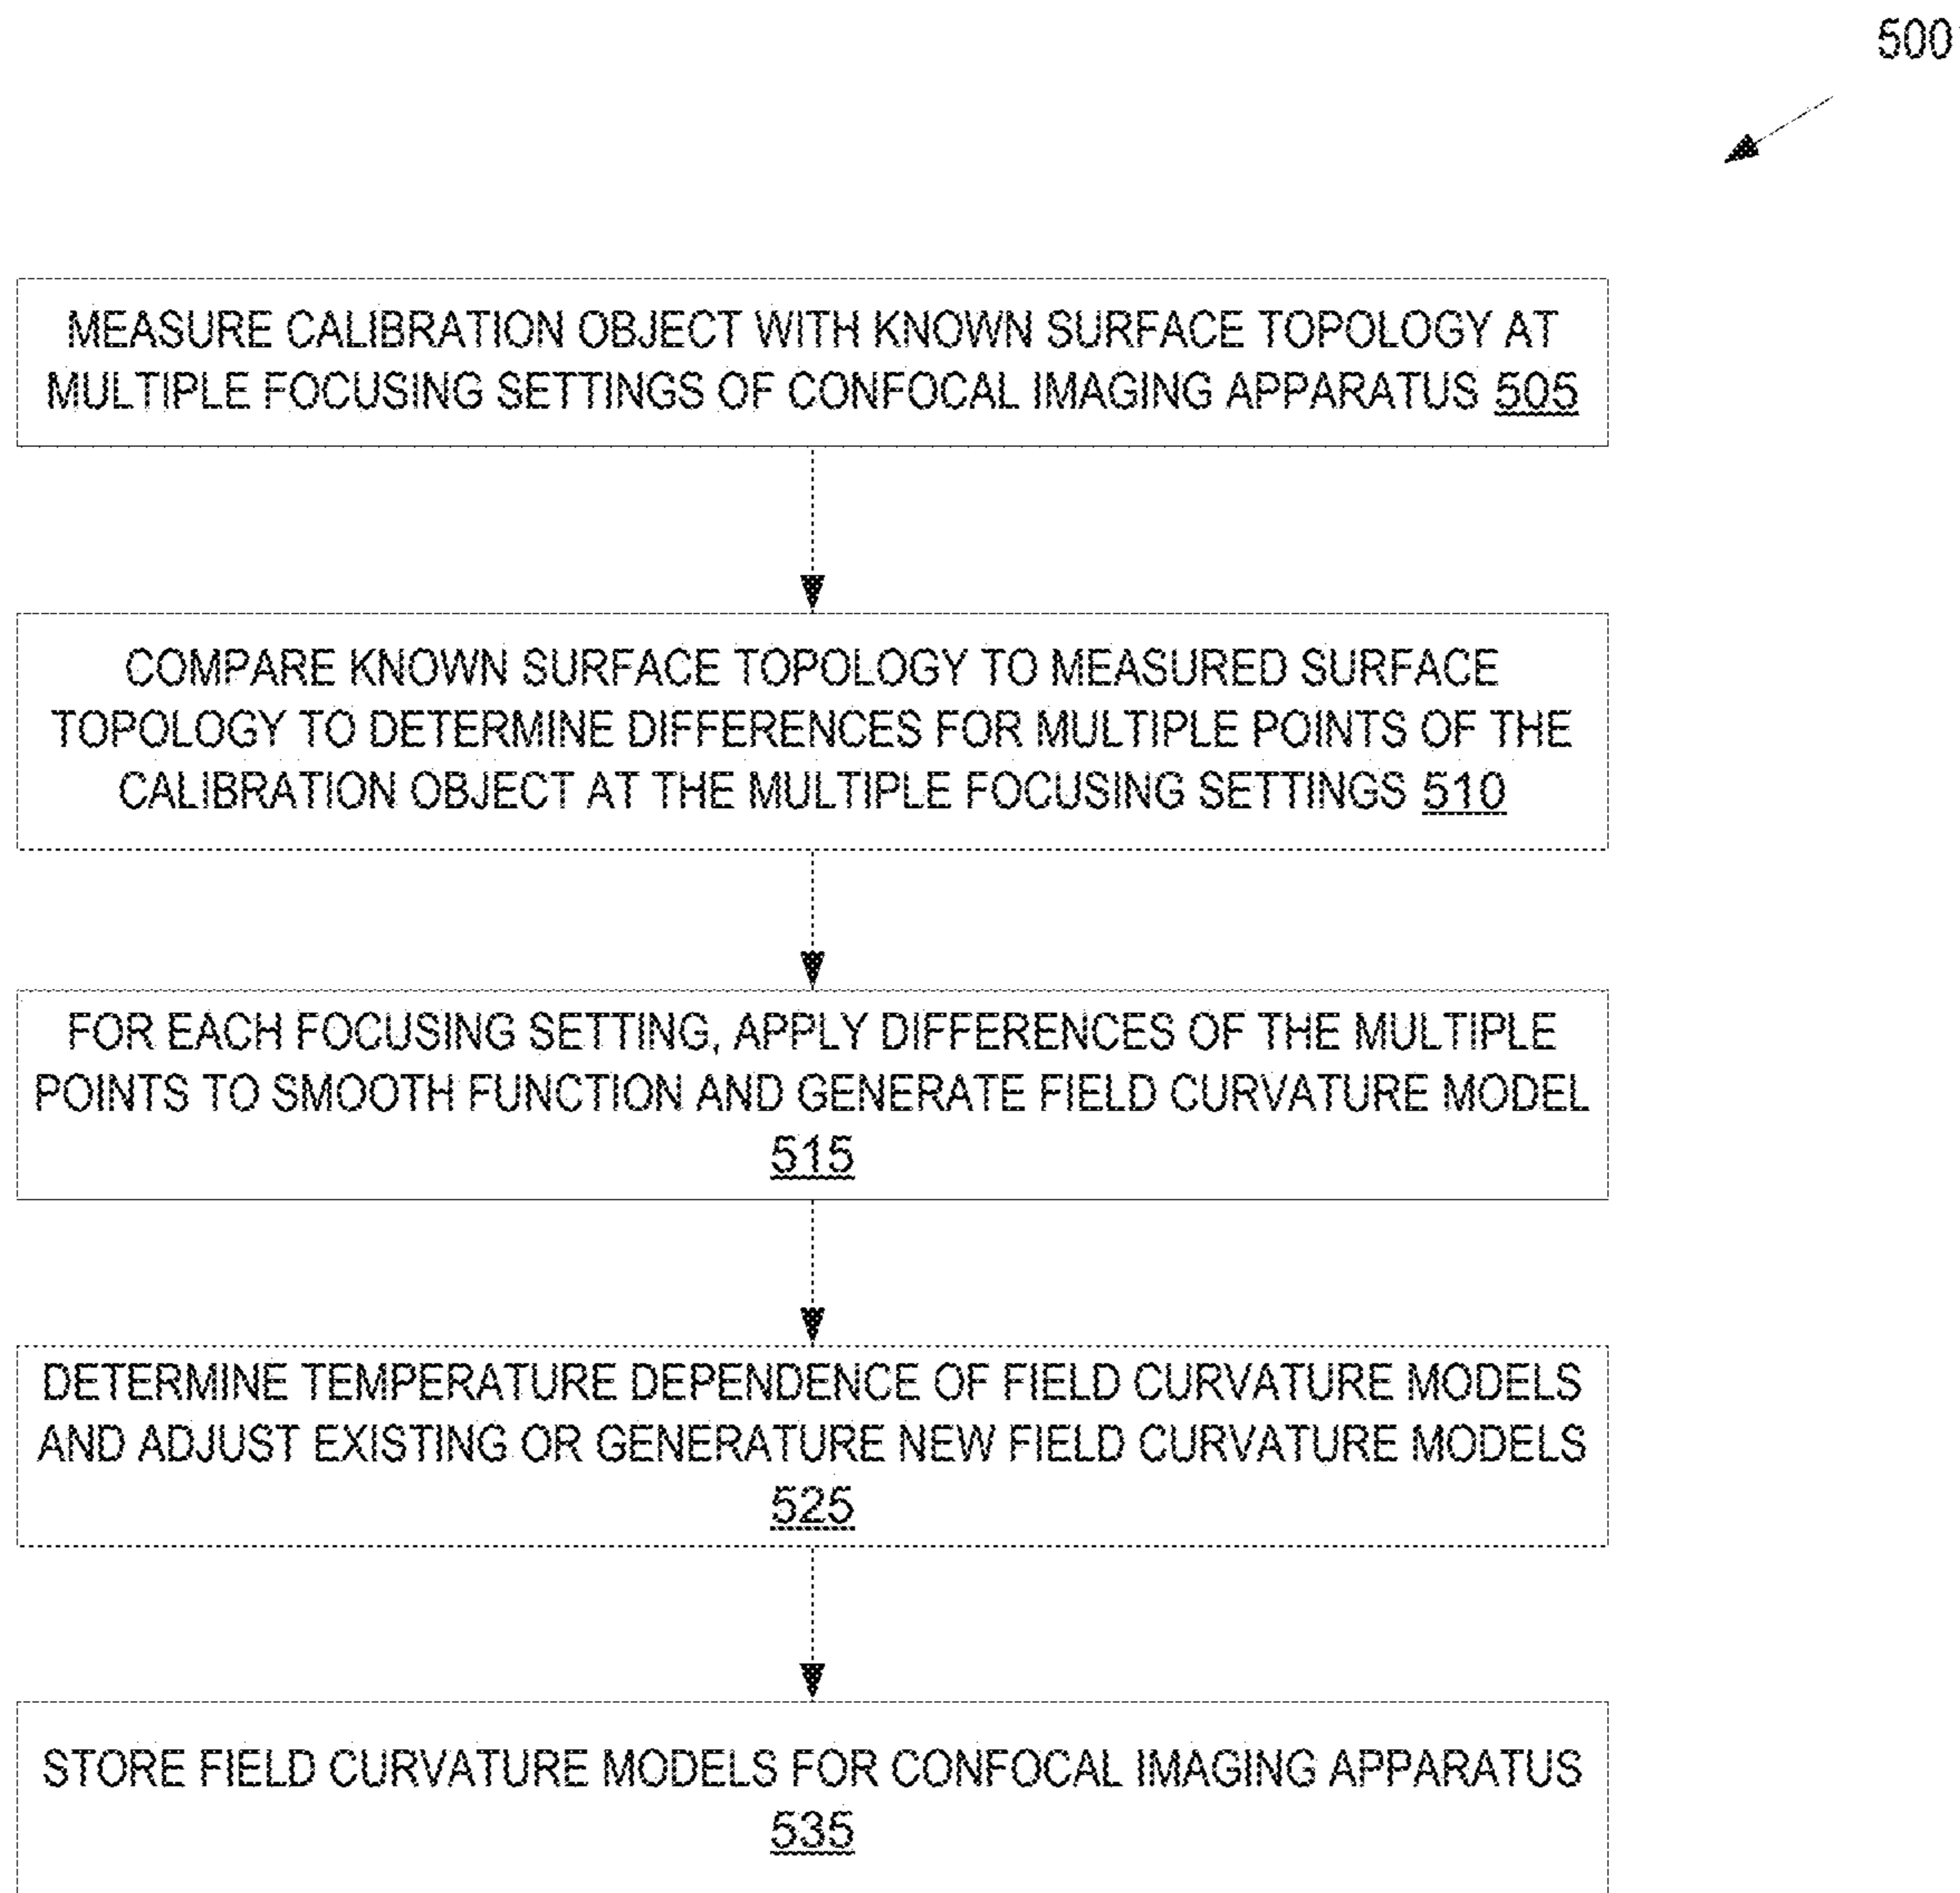 500
MEASURE CALIBRATION OBJECT WITH KNOWN SURFACE TOPOLOGY AT
MULTIPLE FOCUSING SETTINGS OF CONFOCAL IMAGING APPARATUS 505
COMPARE KNOWN SURFACE TOPOLOGY TO MEASURED SURFACE
TOPOLOGY TO DETERMINE DIFFERENCES FOR MULTIPLE POINTS OF THE
CALIBRATION OBJECT AT THE MULTIPLE FOCUSING SETTINGS 510
FOR EACH FOCUSING SETTING, APPLY DIFFERENCES OF THE MULTIPLE
POINTS TO SMOOTH FUNCTION AND GENERATE FIELD CURVATURE MODEL
515
DETERMINE TEMPERATURE DEPENDENCE OF FIELD CURVATURE MODELS
AND ADJUST EXISTING OR GENERATURE NEW FIELD CURVATURE MODELS
525
STORE FIELD CURVATURE MODELS FOR CONFOCAL IMAGING APPARATUS
535